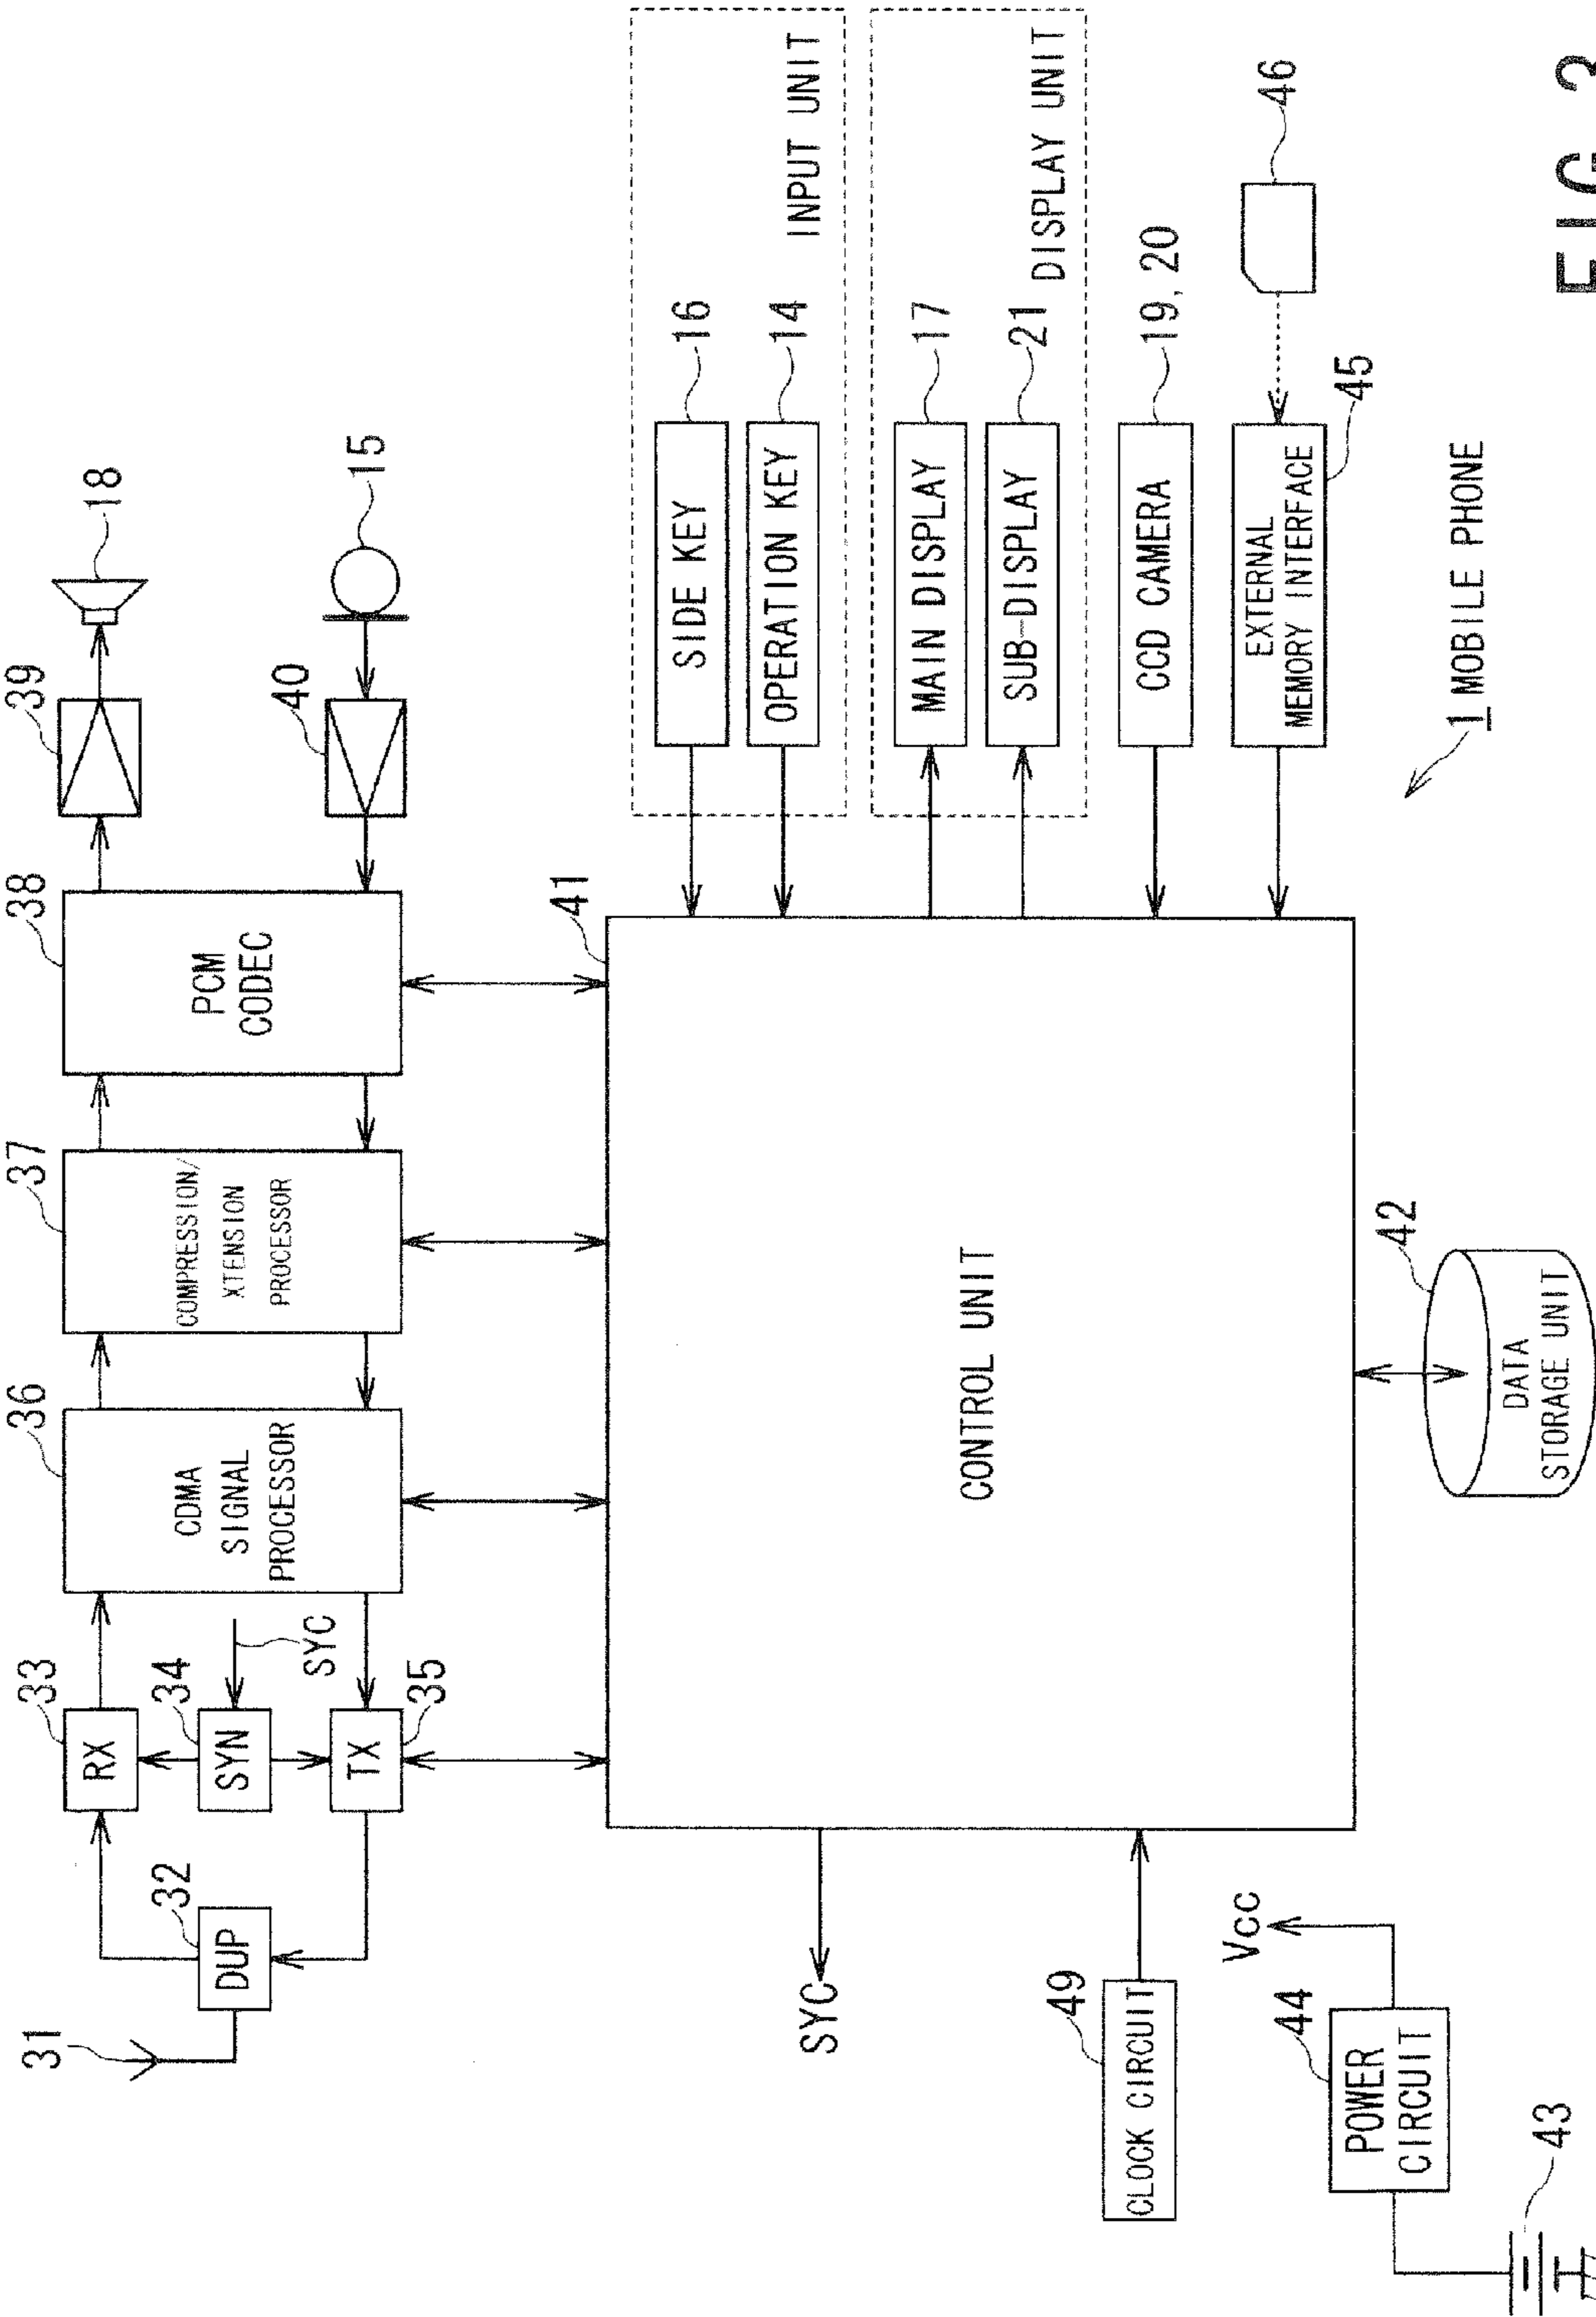 31
32
DUP
33
RX
34
SYN
SYC
TX
35
36
CDMA
SIGNAL
PROCESSOR
37
COMPRESSION/
XTENSION
PROCESSOR
38
PCM
CODEC
39
18
40
15
41
CONTROL UNIT
SYC
49
CLOCK CIRCUIT
Vcc
44
POWER
CIRCUIT
43
42
DATA
STORAGE UNIT
SIDE KEY
16
OPERATION KEY
14
INPUT UNIT
MAIN DISPLAY
17
SUB-DISPLAY
21
DISPLAY UNIT
CCD CAMERA
19, 20
EXTERNAL
MEMORY INTERFACE
45
46
1 MOBILE PHONE
FIG